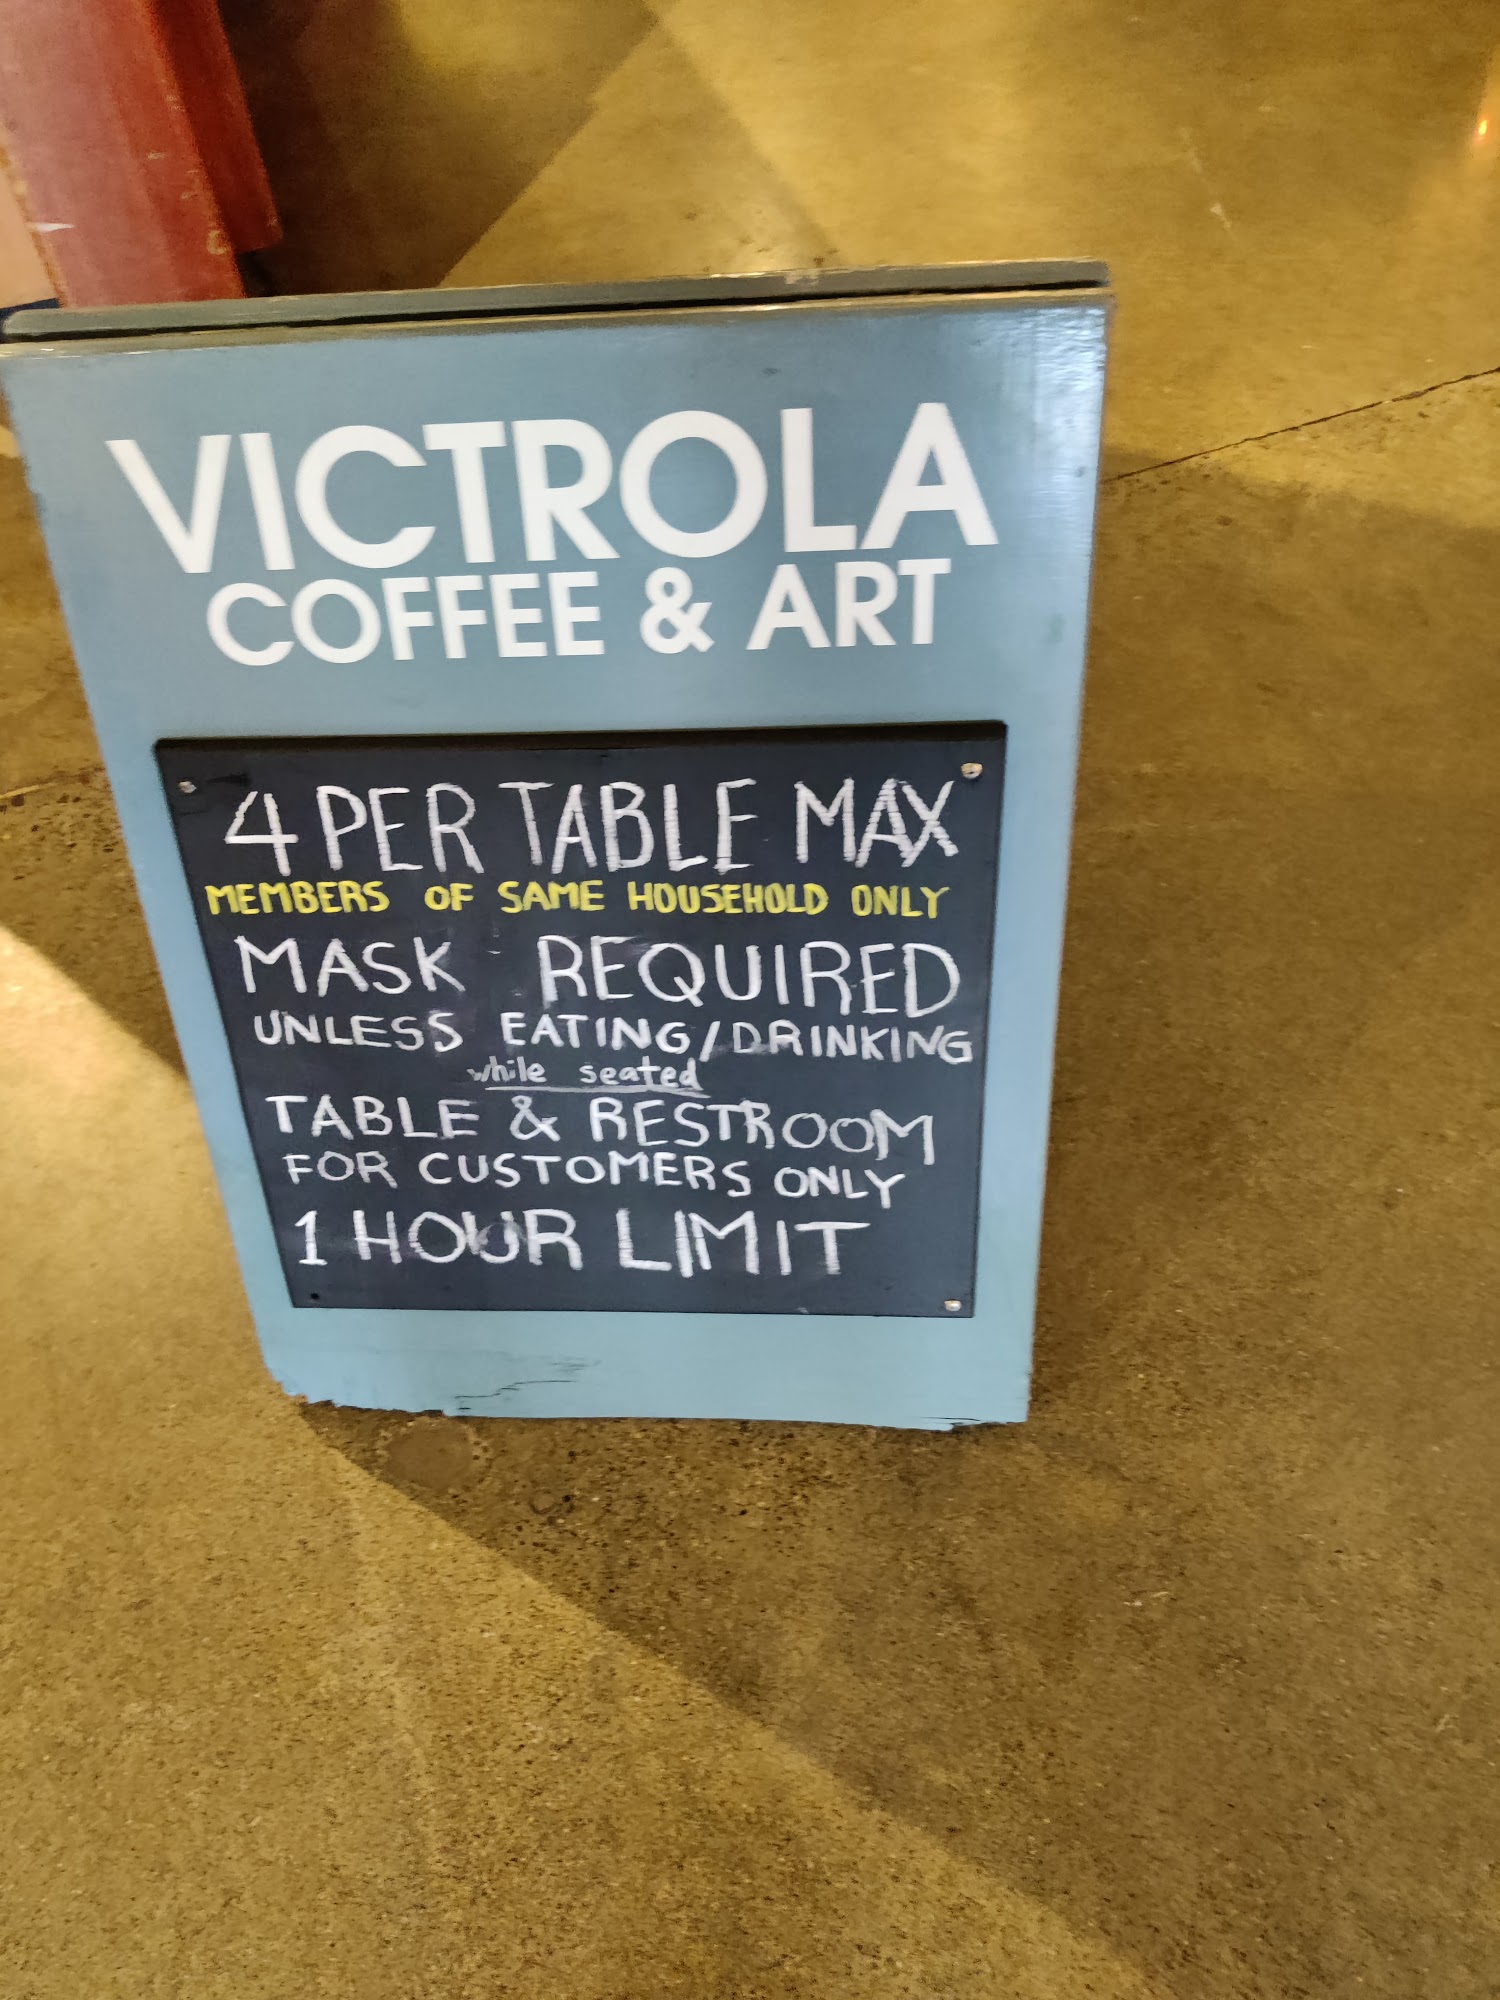 VICTROLA
COFFEE & ART
4 PER TABLE MAX
MEMBERS OF SAME HOUSEHOLD ONLY
MASK REQUIRED
UNLESS EATING/DRINKING
while seated
TABLE & RESTROOM
FOR CUSTOMERS ONLY
1 HOUR LIMIT